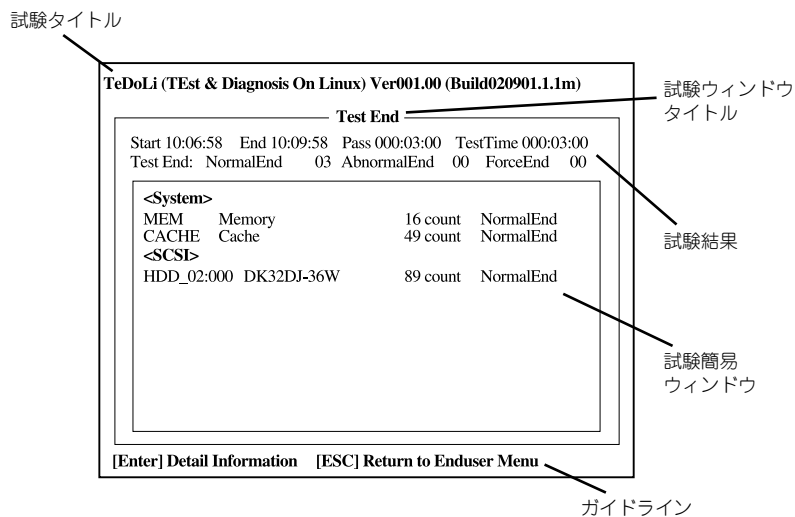 試験タイトル
TeDoLi (TEst & Diagnosis On Linux) Ver001.00 (Build020901.1.1m)
試験ウィンドウ
タイトル
Test End
Start 10:06:58 End 10:09:58 Pass 000:03:00 TestTime 000:03:00
Test End: NormalEnd 03 AbnormalEnd 00 ForceEnd 00
試験結果
<System>
MEM Memory 16 count NormalEnd
CACHE Cache 49 count NormalEnd
<SCSI>
HDD_02:000 DK32DJ-36W 89 count NormalEnd
試験簡易
ウィンドウ
[Enter] Detail Information [ESC] Return to Enduser Menu
ガイドライン